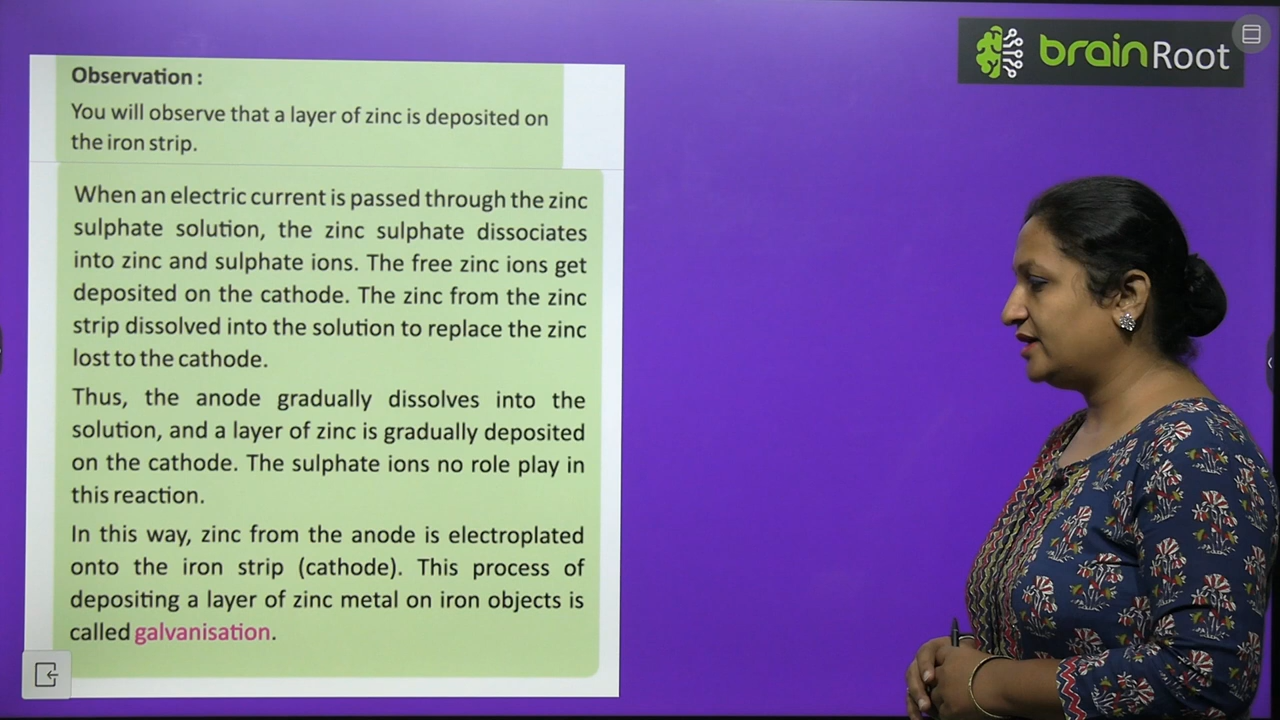 brainRoot
Observation :
You will observe that a layer of zinc is deposited on
the iron strip.
When an electric current is passed through the zinc
sulphate solution, the zinc sulphate dissociates
into zinc and sulphate ions. The free zinc ions get
deposited on the cathode. The zinc from the zinc
strip dissolved into the solution to replace the zinc
lost to the cathode.
Thus, the anode gradually dissolves into the
solution, and a layer of zinc is gradually deposited
on the cathode. The sulphate ions no role play in
this reaction.
In this way, zinc from the anode is electroplated
onto the iron strip (cathode). This process of
depositing a layer of zinc metal on iron objects is
called galvanisation.